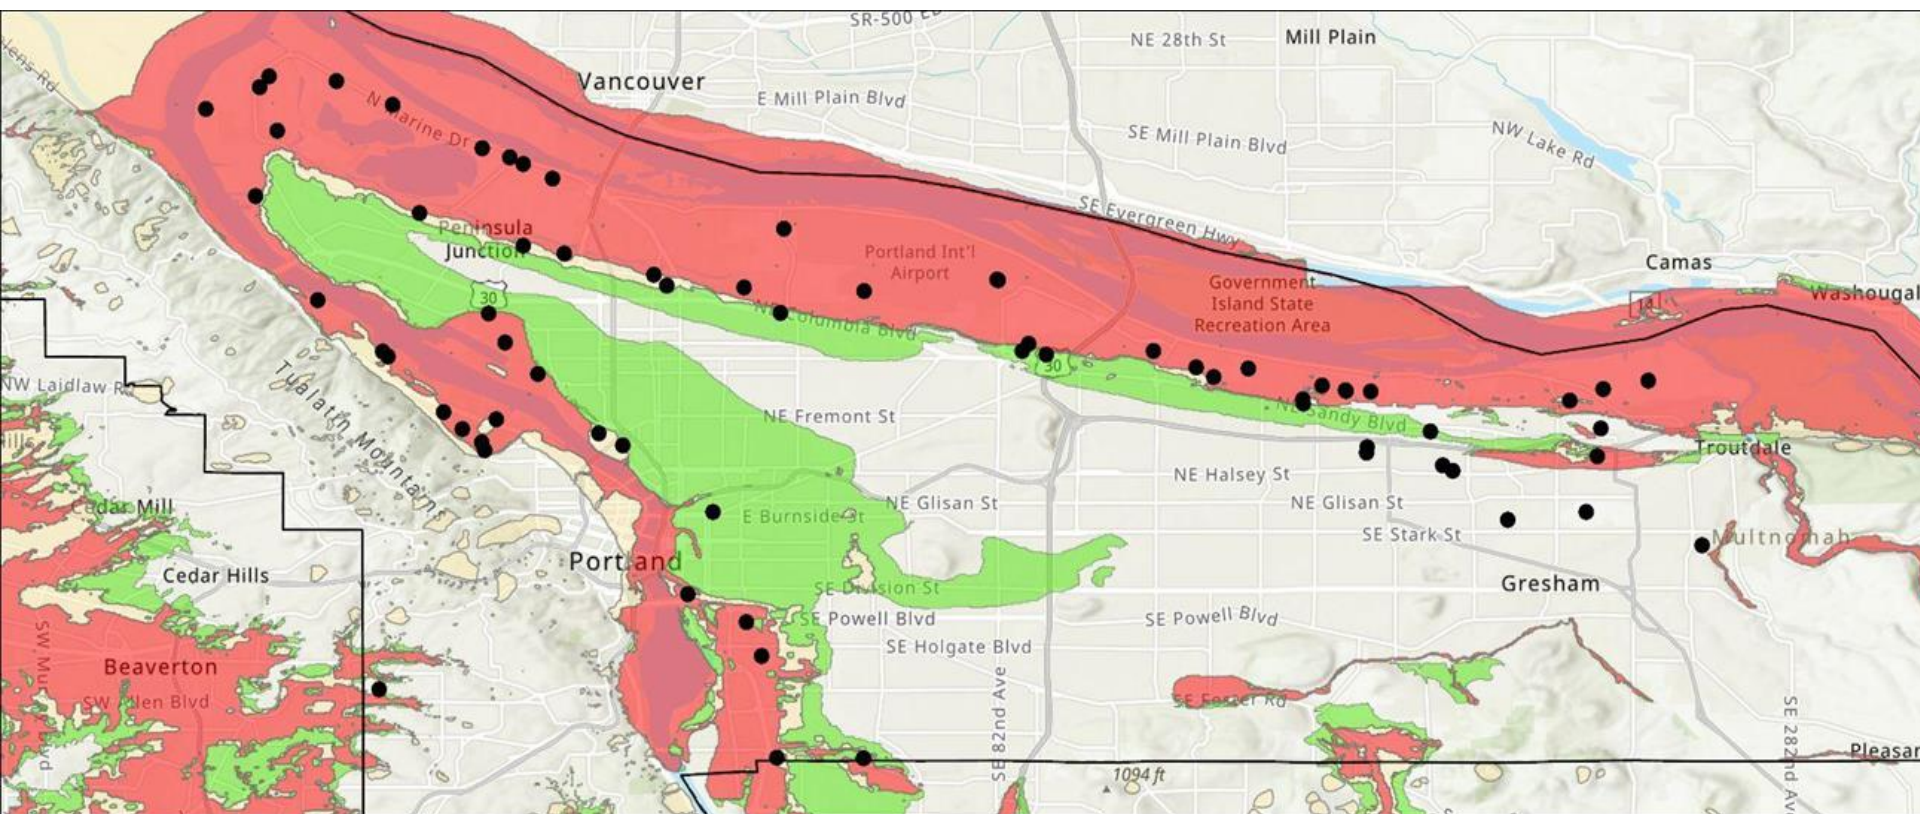 SR-500
NE 28th St
Mill Plain
Vancouver
E Mill Plain Blvd
SE Mill Plain Blvd
NW Lake Rd
N Marine Dr
SE Evergreen Hwy
Peninsula
Junction
Portland Int'l
Airport
Camas
Government
Island State
Recreation Area
Washougal
14
30
NE Columbia Blvd
30
NW Laidlaw Rd
Tualatin Mountains
NE Fremont St
NE Sandy Blvd
Troutdale
NE Halsey St
NE Glisan St
NE Glisan St
E Burnside St
SE Stark St
Multnomah
Cedar Mill
Portland
Cedar Hills
SE Division St
Gresham
SE Powell Blvd
SE Powell Blvd
SE Holgate Blvd
Beaverton
SW Allen Blvd
SE Foster Rd
SE 82nd Ave
SE 282nd Ave
Pleasan
1094 ft